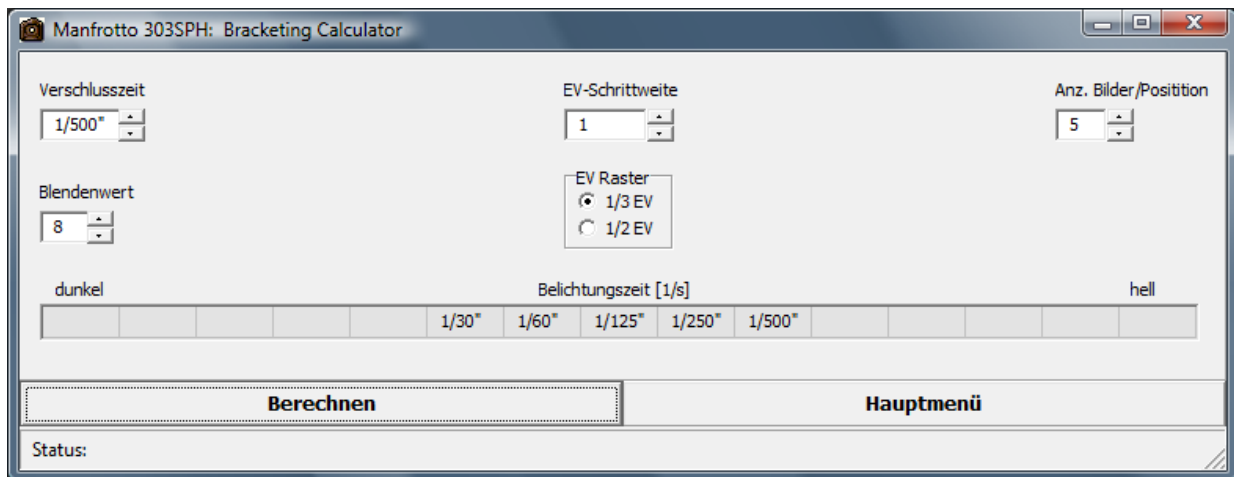 Manfrotto 303SPH:  Bracketing Calculator
Verschlusszeit EV-Schrittweite Anz. Bilder/Positition
1/500" 1 5
Blendenwert EV Raster
1/3 EV
8 1/2 EV
dunkel Belichtungszeit [1/s] hell
1/30" 1/60" 1/125" 1/250" 1/500"
Berechnen Hauptmenü
Status: